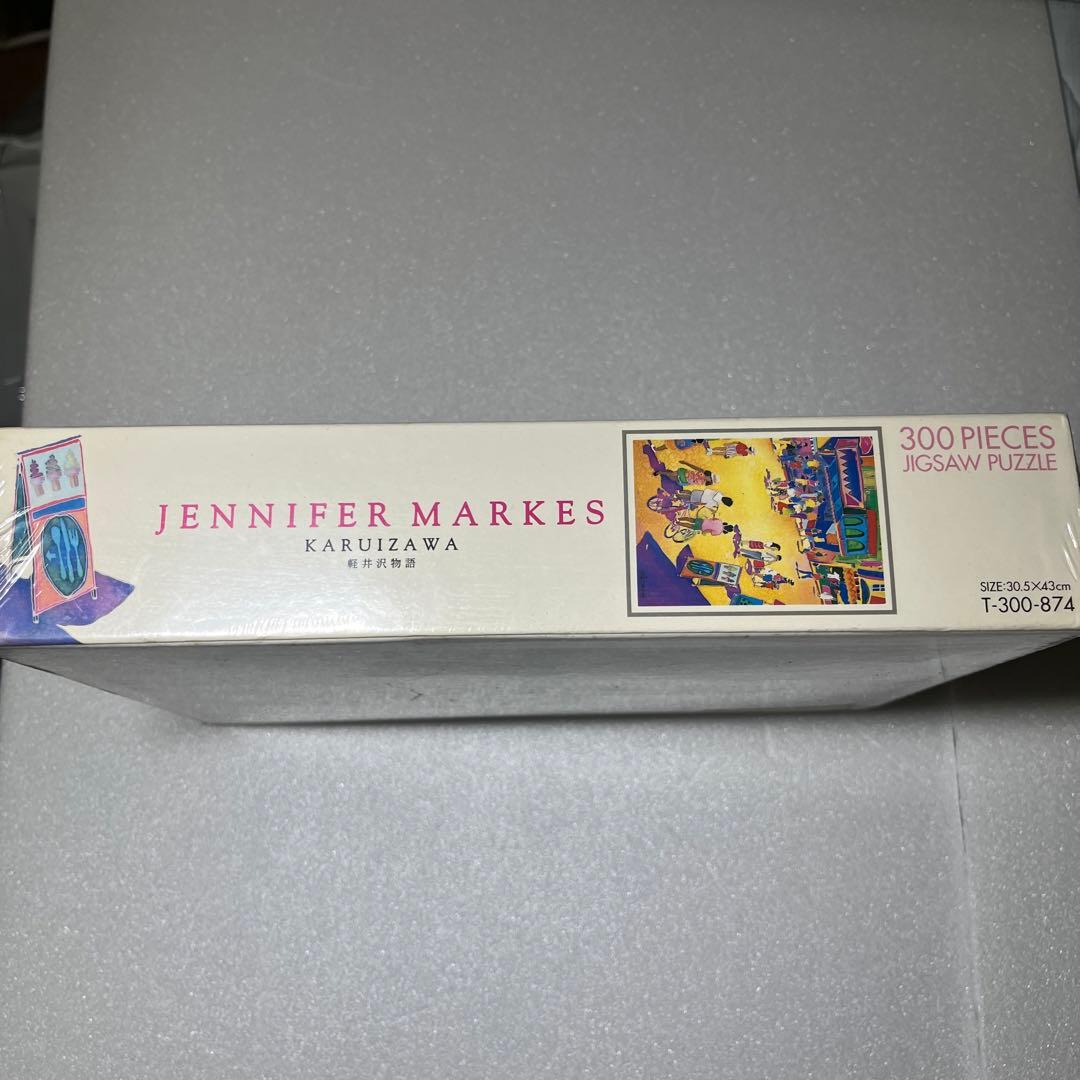 JENNIFER MARKES
KARUIZAWA
軽井沢物語
300 PIECES
JIGSAW PUZZLE
SIZE:30.5×43cm
T-300-874